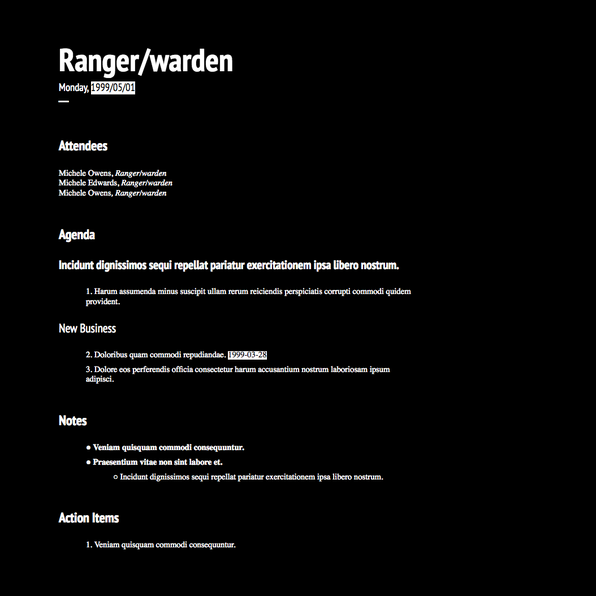 Ranger/warden
Monday, 1999/05/01
Attendees
Michele Owens, Ranger/warden
Michele Edwards, Ranger/warden
Michele Owens, Ranger/warden
Agenda
Incidunt dignissimos sequi repellat pariatur exercitationem ipsa libero nostrum.
1. Harum assumenda minus suscipit ullam rerum reiciendis perspiciatis corrupti commodi quidem
provident.
New Business
2. Doloribus quam commodi repudiandae. 1999-03-28
3. Dolore eos perferendis officia consectetur harum accusantium nostrum laboriosam ipsum
adipisci.
Notes
● Veniam quisquam commodi consequuntur.
● Praesentium vitae non sint labore et.
○ Incidunt dignissimos sequi repellat pariatur exercitationem ipsa libero nostrum.
Action Items
1. Veniam quisquam commodi consequuntur.